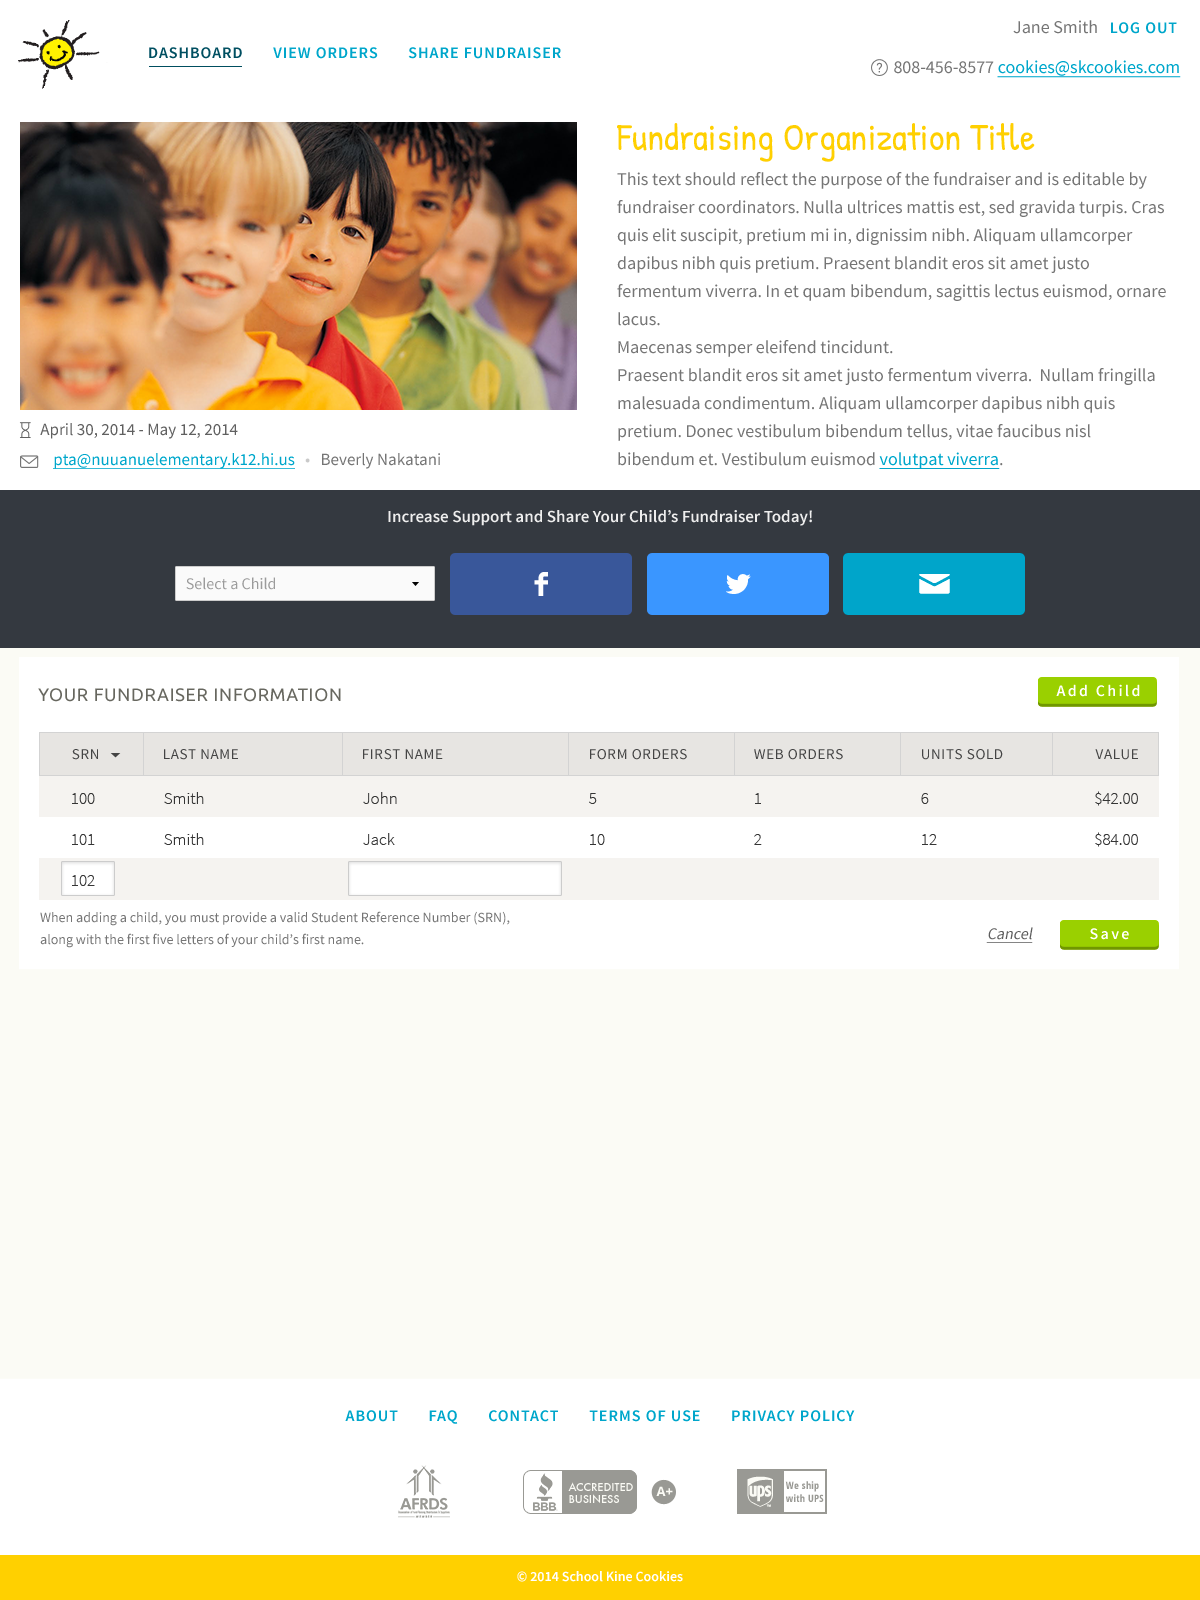 DASHBOARD VIEW ORDERS SHARE FUNDRAISER
Jane Smith LOG OUT
808-456-8577 cookies@skcookies.com
Fundraising Organization Title
This text should reflect the purpose of the fundraiser and is editable by
fundraiser coordinators. Nulla ultrices mattis est, sed gravida turpis. Cras
quis elit suscipit, pretium mi in, dignissim nibh. Aliquam ullamcorper
dapibus nibh quis pretium. Praesent blandit eros sit amet justo
fermentum viverra. In et quam bibendum, sagittis lectus euismod, ornare
lacus.
Maecenas semper eleifend tincidunt.
Praesent blandit eros sit amet justo fermentum viverra.  Nullam fringilla
malesuada condimentum. Aliquam ullamcorper dapibus nibh quis
pretium. Donec vestibulum bibendum tellus, vitae faucibus nisl
bibendum et. Vestibulum euismod volutpat viverra.
April 30, 2014 - May 12, 2014
pta@nuuanuelementary.k12.hi.us • Beverly Nakatani
Increase Support and Share Your Child's Fundraiser Today!
Select a Child
YOUR FUNDRAISER INFORMATION
Add Child
SRN LAST NAME FIRST NAME FORM ORDERS WEB ORDERS UNITS SOLD VALUE
100 Smith John 5 1 6 $42.00
101 Smith Jack 10 2 12 $84.00
102
When adding a child, you must provide a valid Student Reference Number (SRN),
along with the first five letters of your child's first name.
Cancel Save
ABOUT FAQ CONTACT TERMS OF USE PRIVACY POLICY
AFRDS
MEMBER
BBB
ACCREDITED
BUSINESS
A+
ups
We ship
with UPS
© 2014 School Kine Cookies